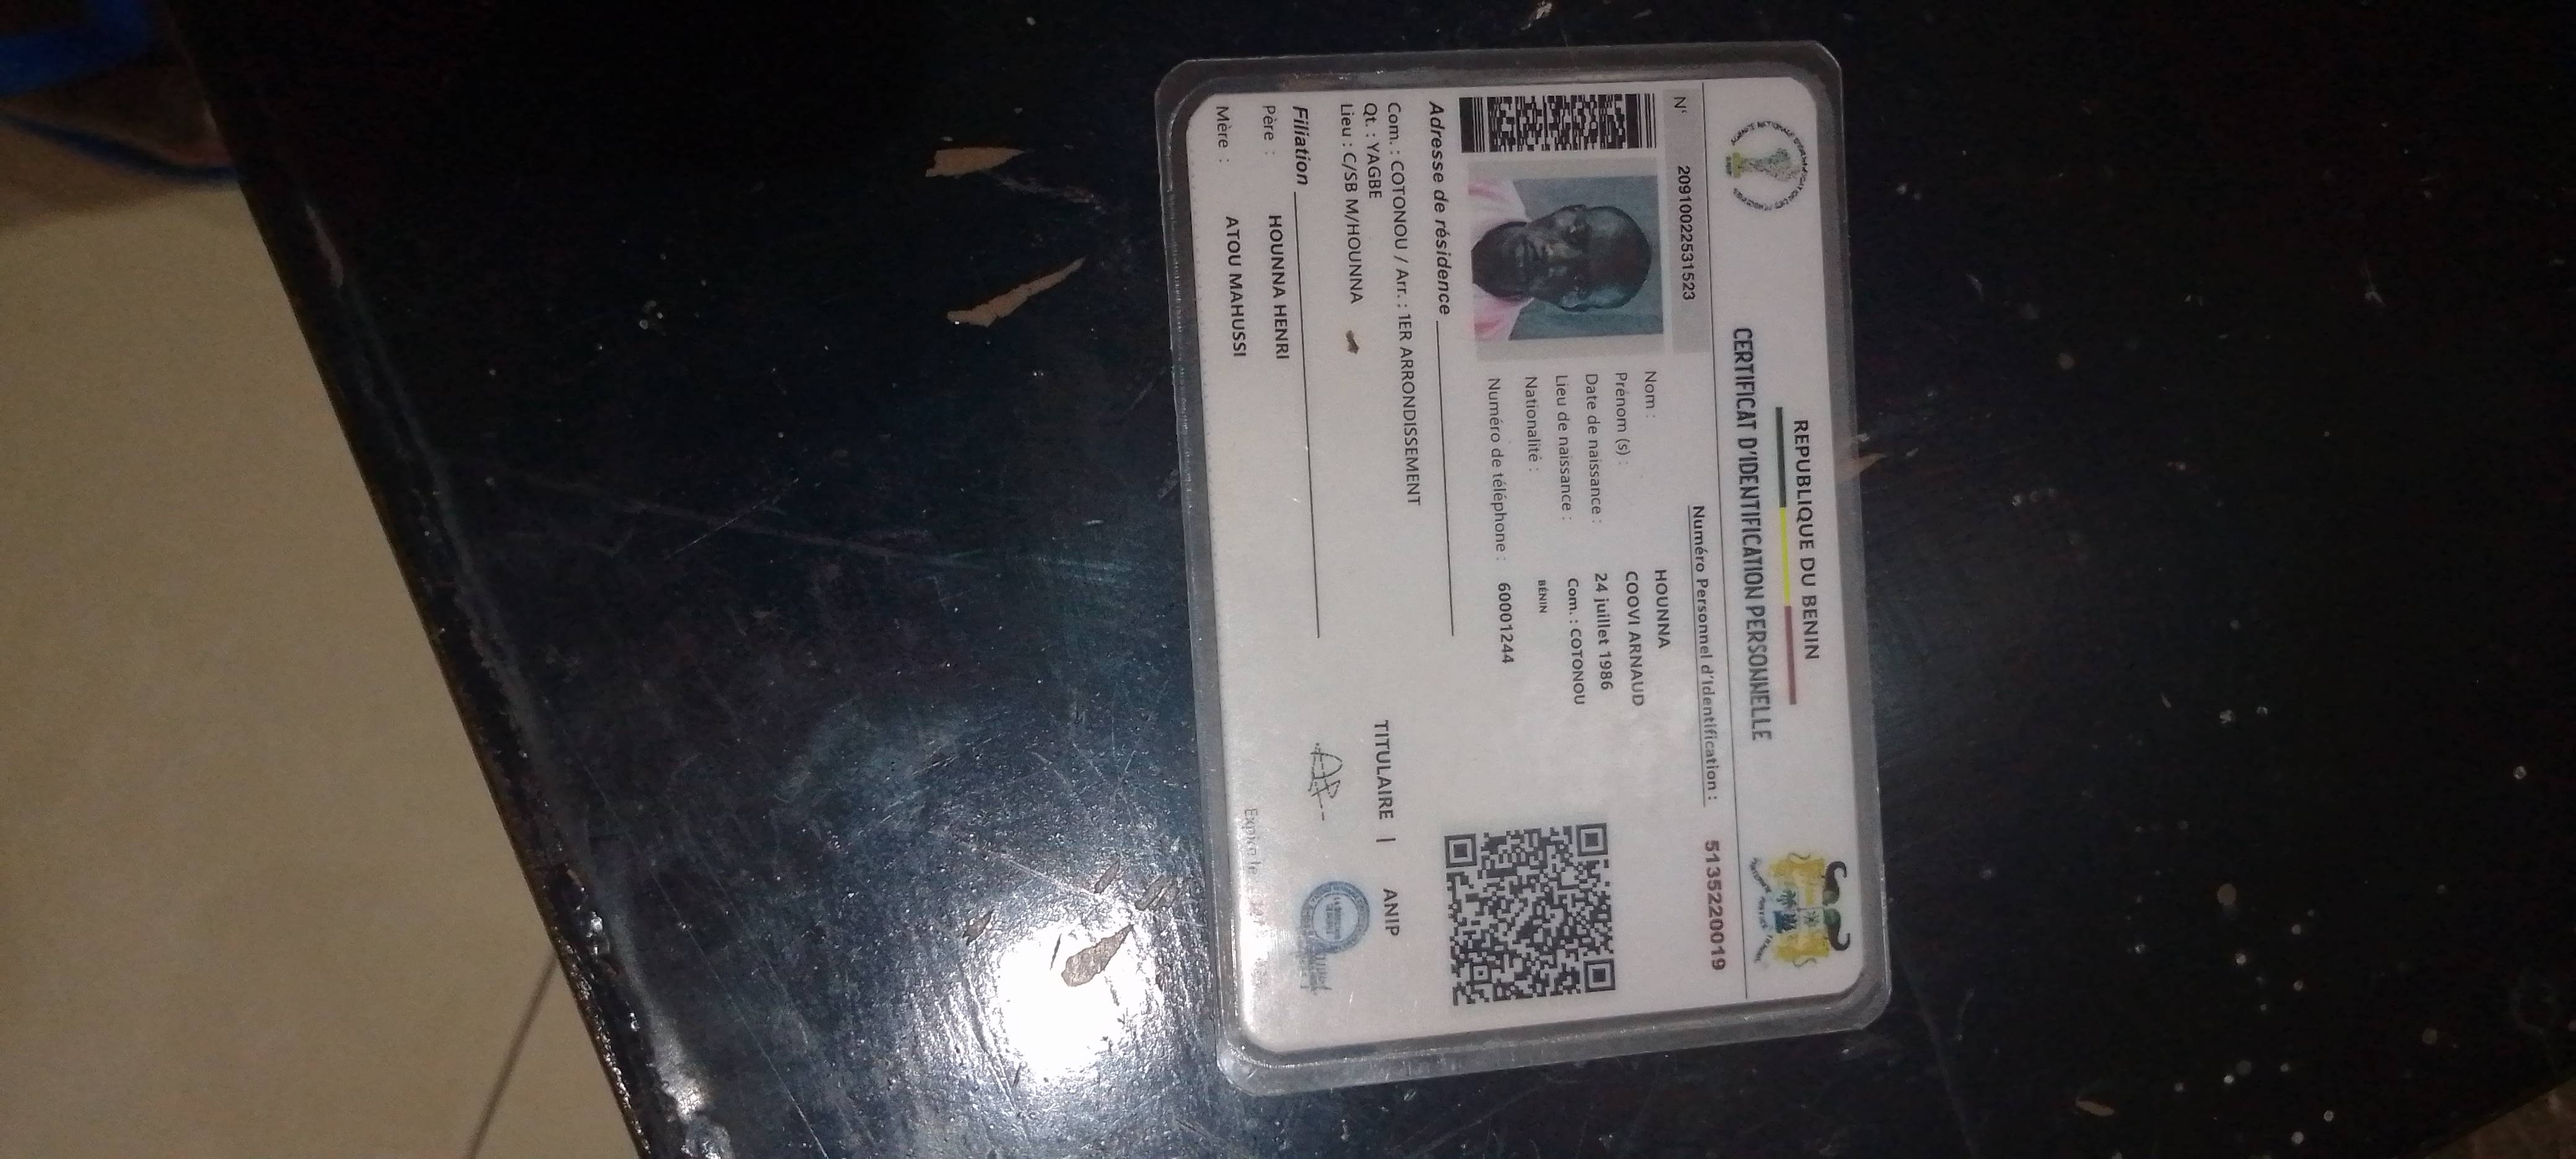 REPUBLIQUE DU BENIN
CERTIFICAT D'IDENTIFICATION PERSONNELLE
Numéro Personnel d'Identification : 5135220019
N° 20910022531523
Nom : HOUNNA
Prénom (s) : COOVI ARNAUD
Date de naissance : 24 juillet 1986
Lieu de naissance : Com. : COTONOU
Nationalité : BÉNIN
Numéro de téléphone : 60001244
Adresse de résidence
Com. : COTONOU / Arr. : 1ER ARRONDISSEMENT
Qt. : YAGBE
Lieu : C/SB M/HOUNNA
TITULAIRE | ANIP
Filiation
Père : HOUNNA HENRI
Mère : ATOU MAHUSSI
Expire le